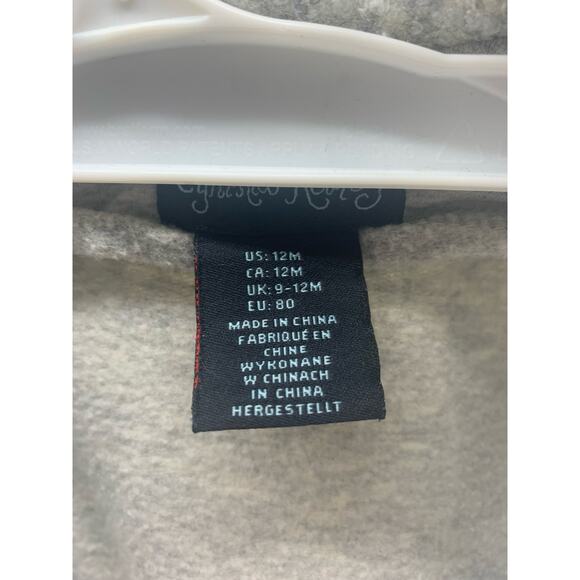 US: 12M
CA: 12M
UK: 9-12M
EU: 80
MADE IN CHINA
FABRIQUÉ EN
CHINE
WYKONANE
W CHINACH
IN CHINA
HERGESTELLT